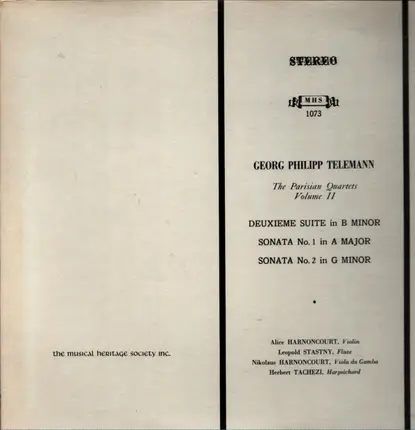 STEREO
MHS
1073
GEORG PHILIPP TELEMANN
The Parisian Quartets
Volume II
DEUXIEME SUITE in B MINOR
SONATA No. 1 in A MAJOR
SONATA No. 2 in G MINOR
Alice HARNONCOURT, Violin
Leopold STASTNY, Flute
Nikolaus HARNONCOURT, Viola da Gamba
Herbert TACHEZI, Harpsichord
the musical heritage society inc.